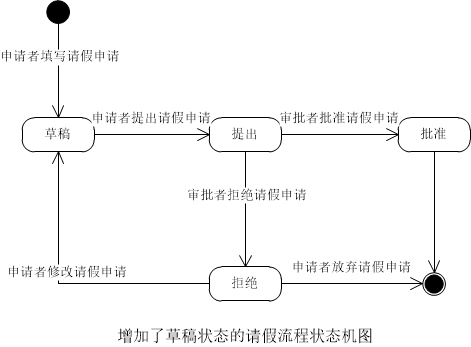 申请者填写请假申请
申请者提出请假申请
审批者批准请假申请
草稿
提出
批准
审批者拒绝请假申请
申请者修改请假申请
申请者放弃请假申请
拒绝
增加了草稿状态的请假流程状态机图